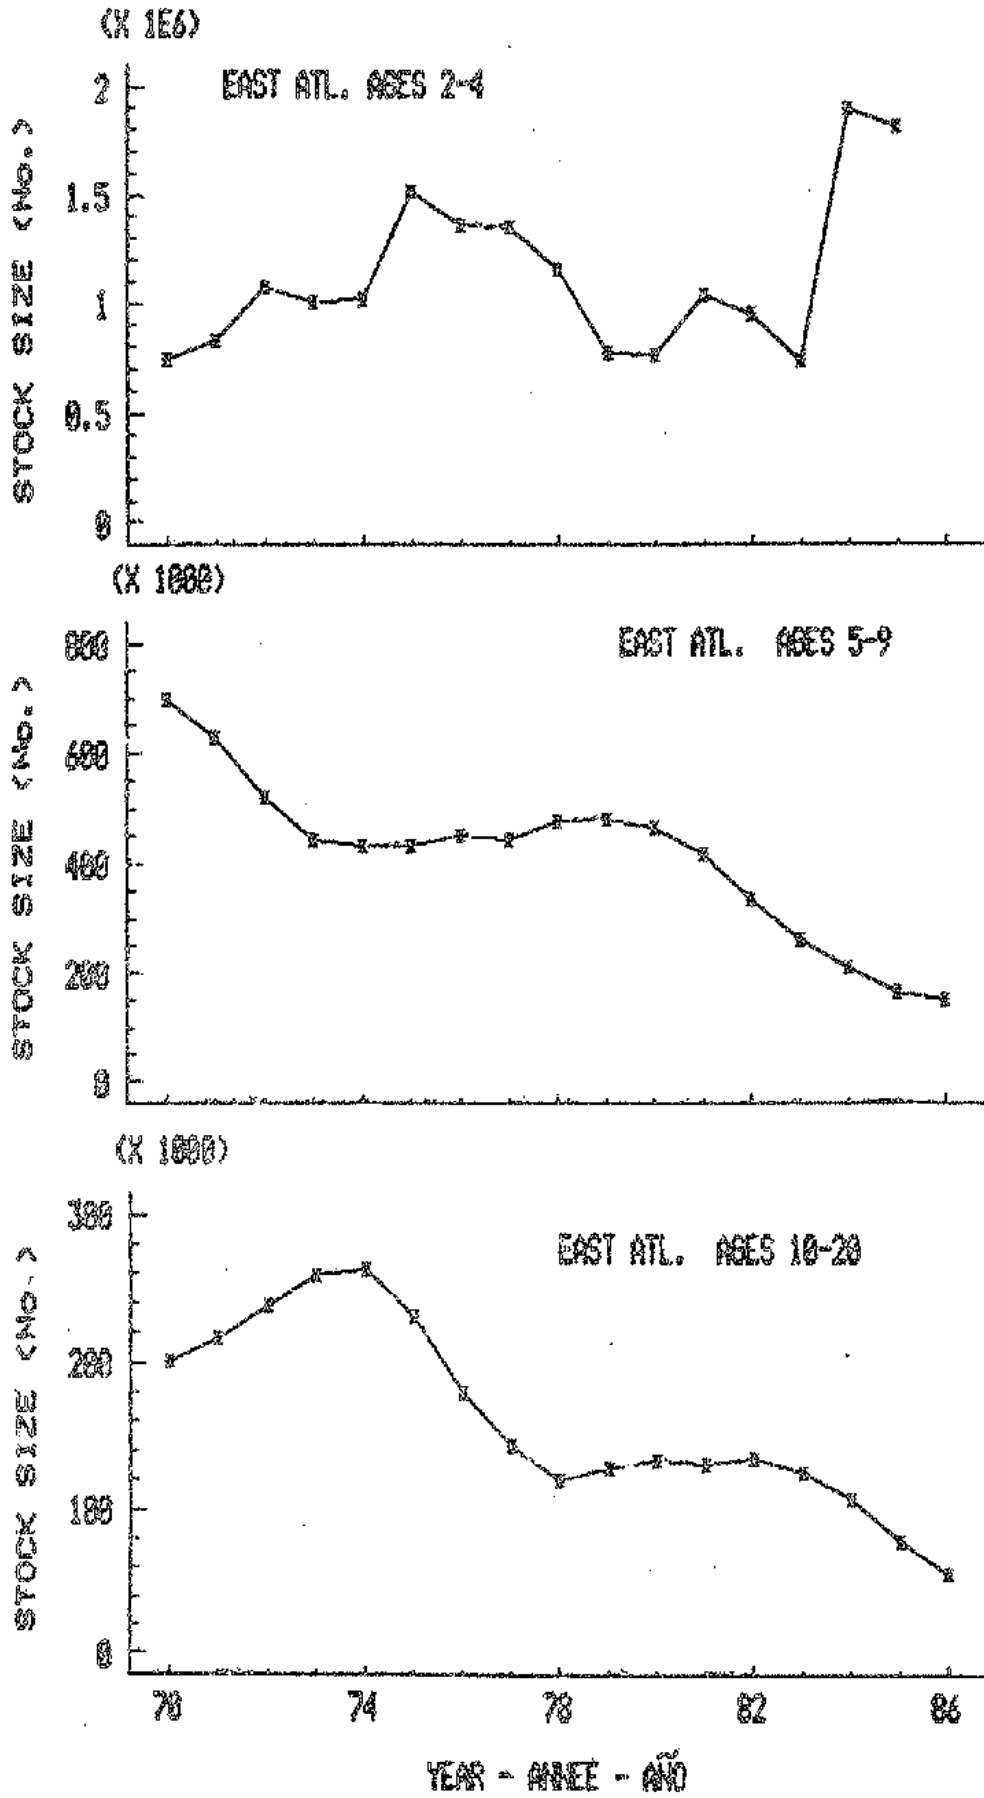 (X 1E6)
EAST ATL. AGES 2-4
STOCK SIZE (No.)
2
1.5
1
0.5
0
(X 1000)
EAST ATL. AGES 5-9
STOCK SIZE (No.)
800
600
400
200
0
(X 1000)
EAST ATL. AGES 10-20
STOCK SIZE (No.)
300
200
100
0
70 74 78 82 86
YEAR - ANNEE - AÑO